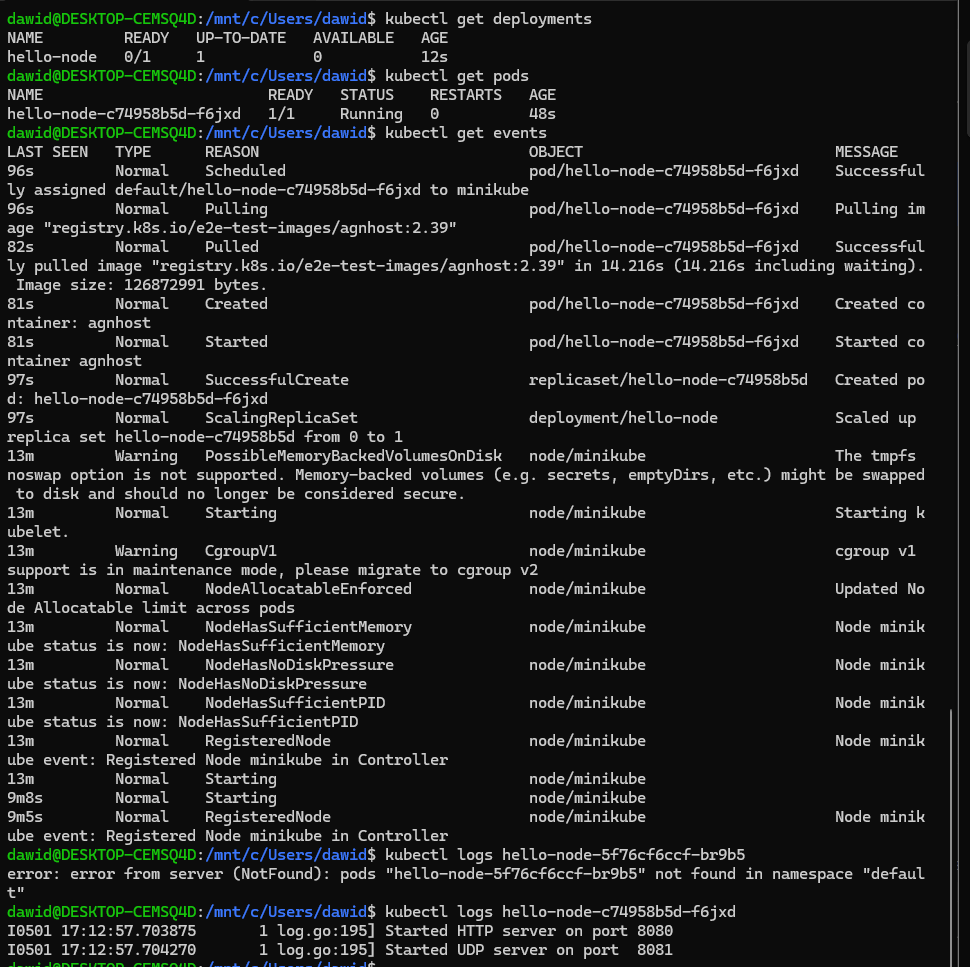 dawid@DESKTOP-CEMSQ4D:/mnt/c/Users/dawid$ kubectl get deployments
NAME         READY   UP-TO-DATE   AVAILABLE   AGE
hello-node   0/1     1            0           12s
dawid@DESKTOP-CEMSQ4D:/mnt/c/Users/dawid$ kubectl get pods
NAME                         READY   STATUS    RESTARTS   AGE
hello-node-c74958b5d-f6jxd   1/1     Running   0          48s
dawid@DESKTOP-CEMSQ4D:/mnt/c/Users/dawid$ kubectl get events
LAST SEEN   TYPE      REASON                              OBJECT                            MESSAGE
96s         Normal    Scheduled                           pod/hello-node-c74958b5d-f6jxd    Successful
ly assigned default/hello-node-c74958b5d-f6jxd to minikube
96s         Normal    Pulling                             pod/hello-node-c74958b5d-f6jxd    Pulling im
age "registry.k8s.io/e2e-test-images/agnhost:2.39"
82s         Normal    Pulled                              pod/hello-node-c74958b5d-f6jxd    Successful
ly pulled image "registry.k8s.io/e2e-test-images/agnhost:2.39" in 14.216s (14.216s including waiting).
 Image size: 126872991 bytes.
81s         Normal    Created                             pod/hello-node-c74958b5d-f6jxd    Created co
ntainer: agnhost
81s         Normal    Started                             pod/hello-node-c74958b5d-f6jxd    Started co
ntainer agnhost
97s         Normal    SuccessfulCreate                    replicaset/hello-node-c74958b5d   Created po
d: hello-node-c74958b5d-f6jxd
97s         Normal    ScalingReplicaSet                   deployment/hello-node             Scaled up
replica set hello-node-c74958b5d from 0 to 1
13m         Warning   PossibleMemoryBackedVolumesOnDisk   node/minikube                     The tmpfs
noswap option is not supported. Memory-backed volumes (e.g. secrets, emptyDirs, etc.) might be swapped
 to disk and should no longer be considered secure.
13m         Normal    Starting                            node/minikube                     Starting k
ubelet.
13m         Warning   CgroupV1                            node/minikube                     cgroup v1
support is in maintenance mode, please migrate to cgroup v2
13m         Normal    NodeAllocatableEnforced             node/minikube                     Updated No
de Allocatable limit across pods
13m         Normal    NodeHasSufficientMemory             node/minikube                     Node minik
ube status is now: NodeHasSufficientMemory
13m         Normal    NodeHasNoDiskPressure               node/minikube                     Node minik
ube status is now: NodeHasNoDiskPressure
13m         Normal    NodeHasSufficientPID                node/minikube                     Node minik
ube status is now: NodeHasSufficientPID
13m         Normal    RegisteredNode                      node/minikube                     Node minik
ube event: Registered Node minikube in Controller
13m         Normal    Starting                            node/minikube
9m8s        Normal    Starting                            node/minikube
9m5s        Normal    RegisteredNode                      node/minikube                     Node minik
ube event: Registered Node minikube in Controller
dawid@DESKTOP-CEMSQ4D:/mnt/c/Users/dawid$ kubectl logs hello-node-5f76cf6ccf-br9b5
error: error from server (NotFound): pods "hello-node-5f76cf6ccf-br9b5" not found in namespace "defaul
t"
dawid@DESKTOP-CEMSQ4D:/mnt/c/Users/dawid$ kubectl logs hello-node-c74958b5d-f6jxd
I0501 17:12:57.703875       1 log.go:195] Started HTTP server on port 8080
I0501 17:12:57.704270       1 log.go:195] Started UDP server on port  8081
dawid@DESKTOP-CEMSQ4D:/mnt/c/Users/dawid$